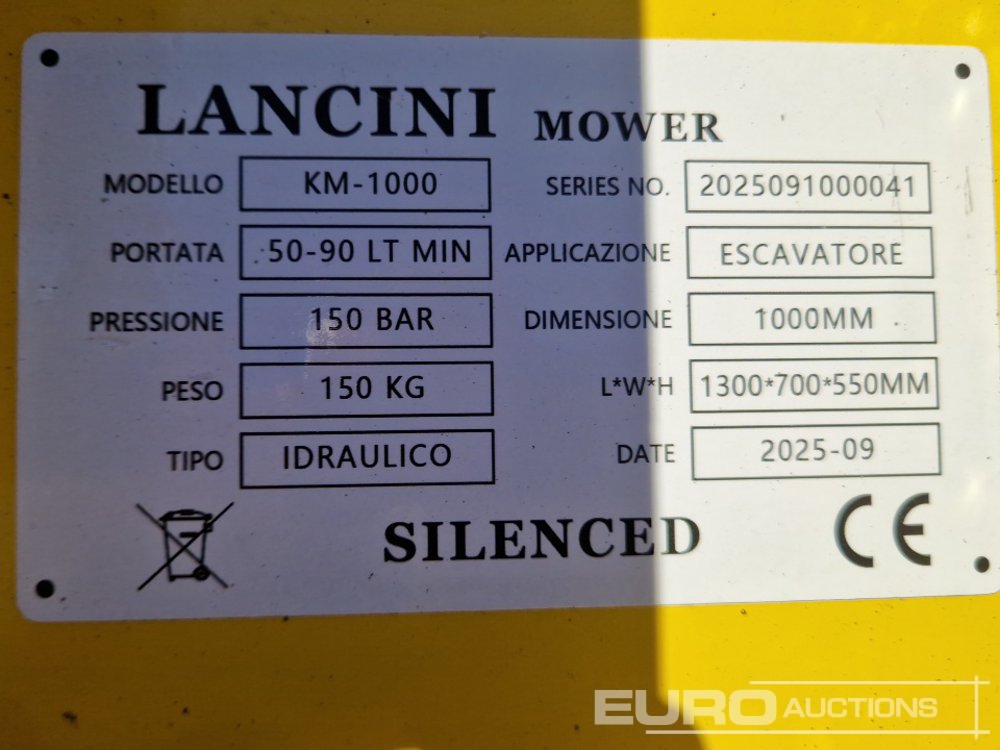 LANCINI MOWER
MODELLO KM-1000 SERIES NO. 2025091000041
PORTATA 50-90 LT MIN APPLICAZIONE ESCAVATORE
PRESSIONE 150 BAR DIMENSIONE 1000MM
PESO 150 KG L*W*H 1300*700*550MM
TIPO IDRAULICO DATE 2025-09
SILENCED CE
EURO AUCTIONS